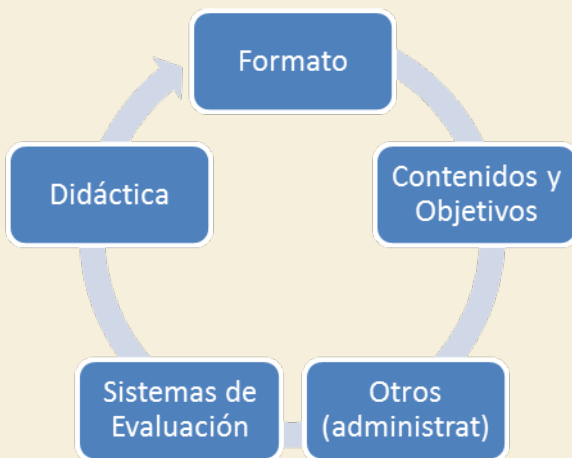 Formato
Contenidos y
Objetivos
Otros
(administrat)
Sistemas de
Evaluación
Didáctica